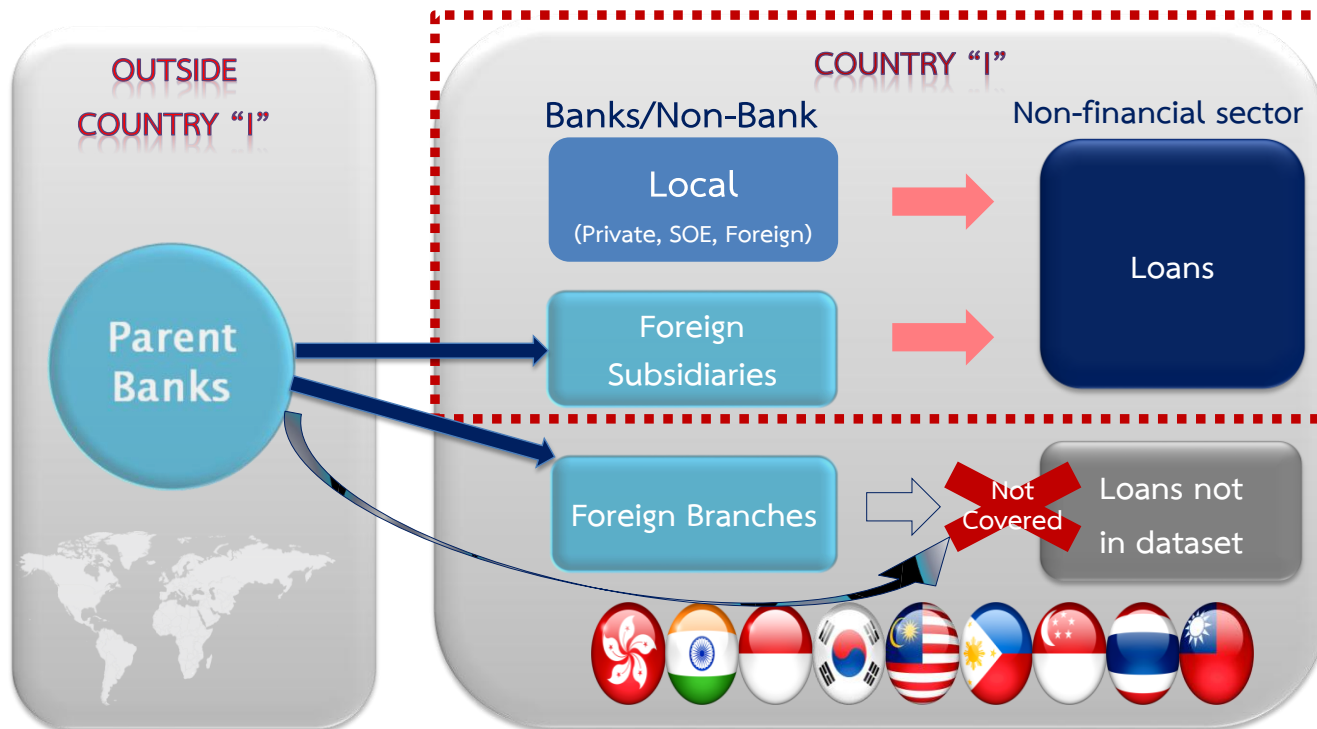 OUTSIDE
COUNTRY "I"
Parent
Banks
COUNTRY "I"
Banks/Non-Bank
Non-financial sector
Local
(Private, SOE, Foreign)
Loans
Foreign
Subsidiaries
Foreign Branches
Not
Covered
Loans not
in dataset